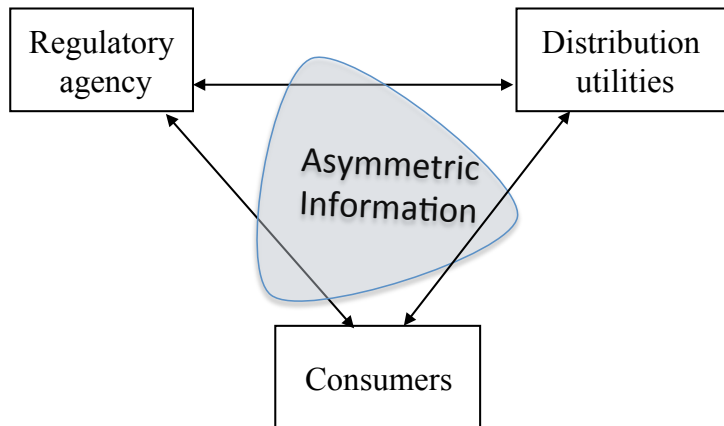 Regulatory
agency
Distribution
utilities
Asymmetric
Information
Consumers